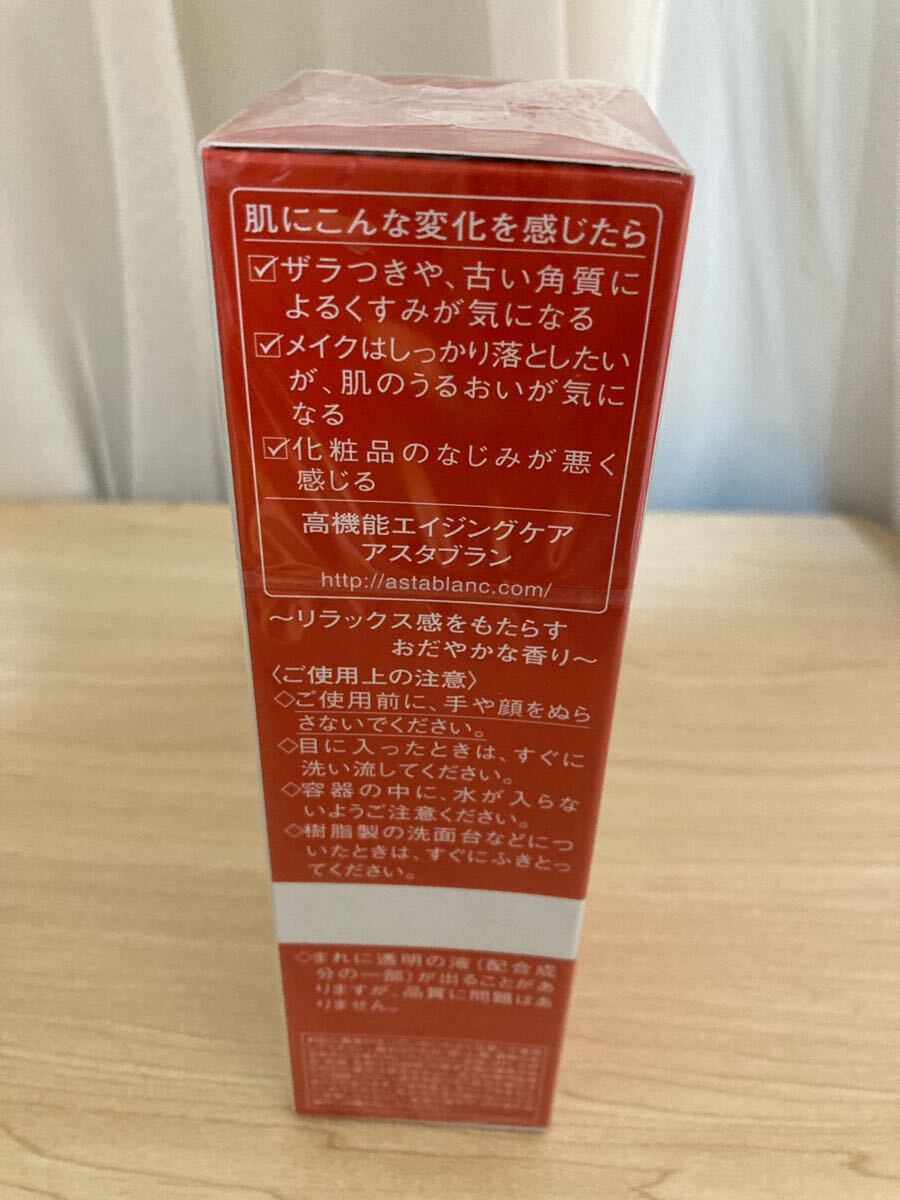 肌にこんな変化を感じたら
☑ザラつきや、古い角質に
よるくすみが気になる
☑メイクはしっかり落としたい
が、肌のうるおいが気に
なる
☑化粧品のなじみが悪く
感じる
高機能エイジングケア
アスタブラン
http://astablanc.com/
〜リラックス感をもたらす
おだやかな香り〜
〈ご使用上の注意〉
◇ご使用前に、手や顔をぬら
さないでください。
◇目に入ったときは、すぐに
洗い流してください。
◇容器の中に、水が入らな
いようご注意ください。
◇樹脂製の洗面台などにつ
いたときは、すぐにふきとっ
てください。
◇まれに透明の液(配合成
分の一部)が出ることがあ
りますが、品質に問題はあ
りません。